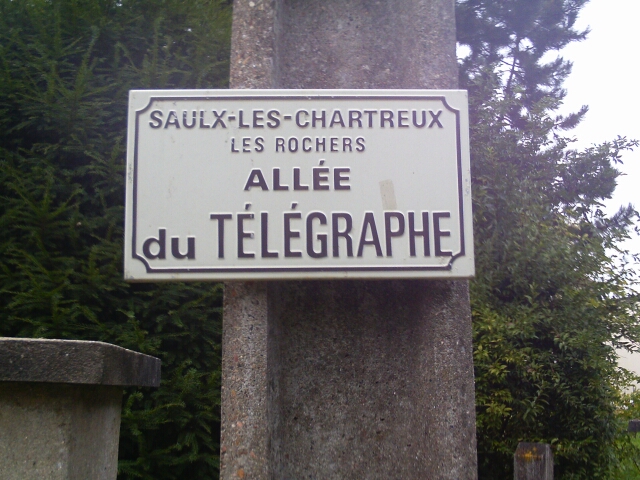 SAULX-LES-CHARTREUX
LES ROCHERS
ALLÉE
du TÉLÉGRAPHE